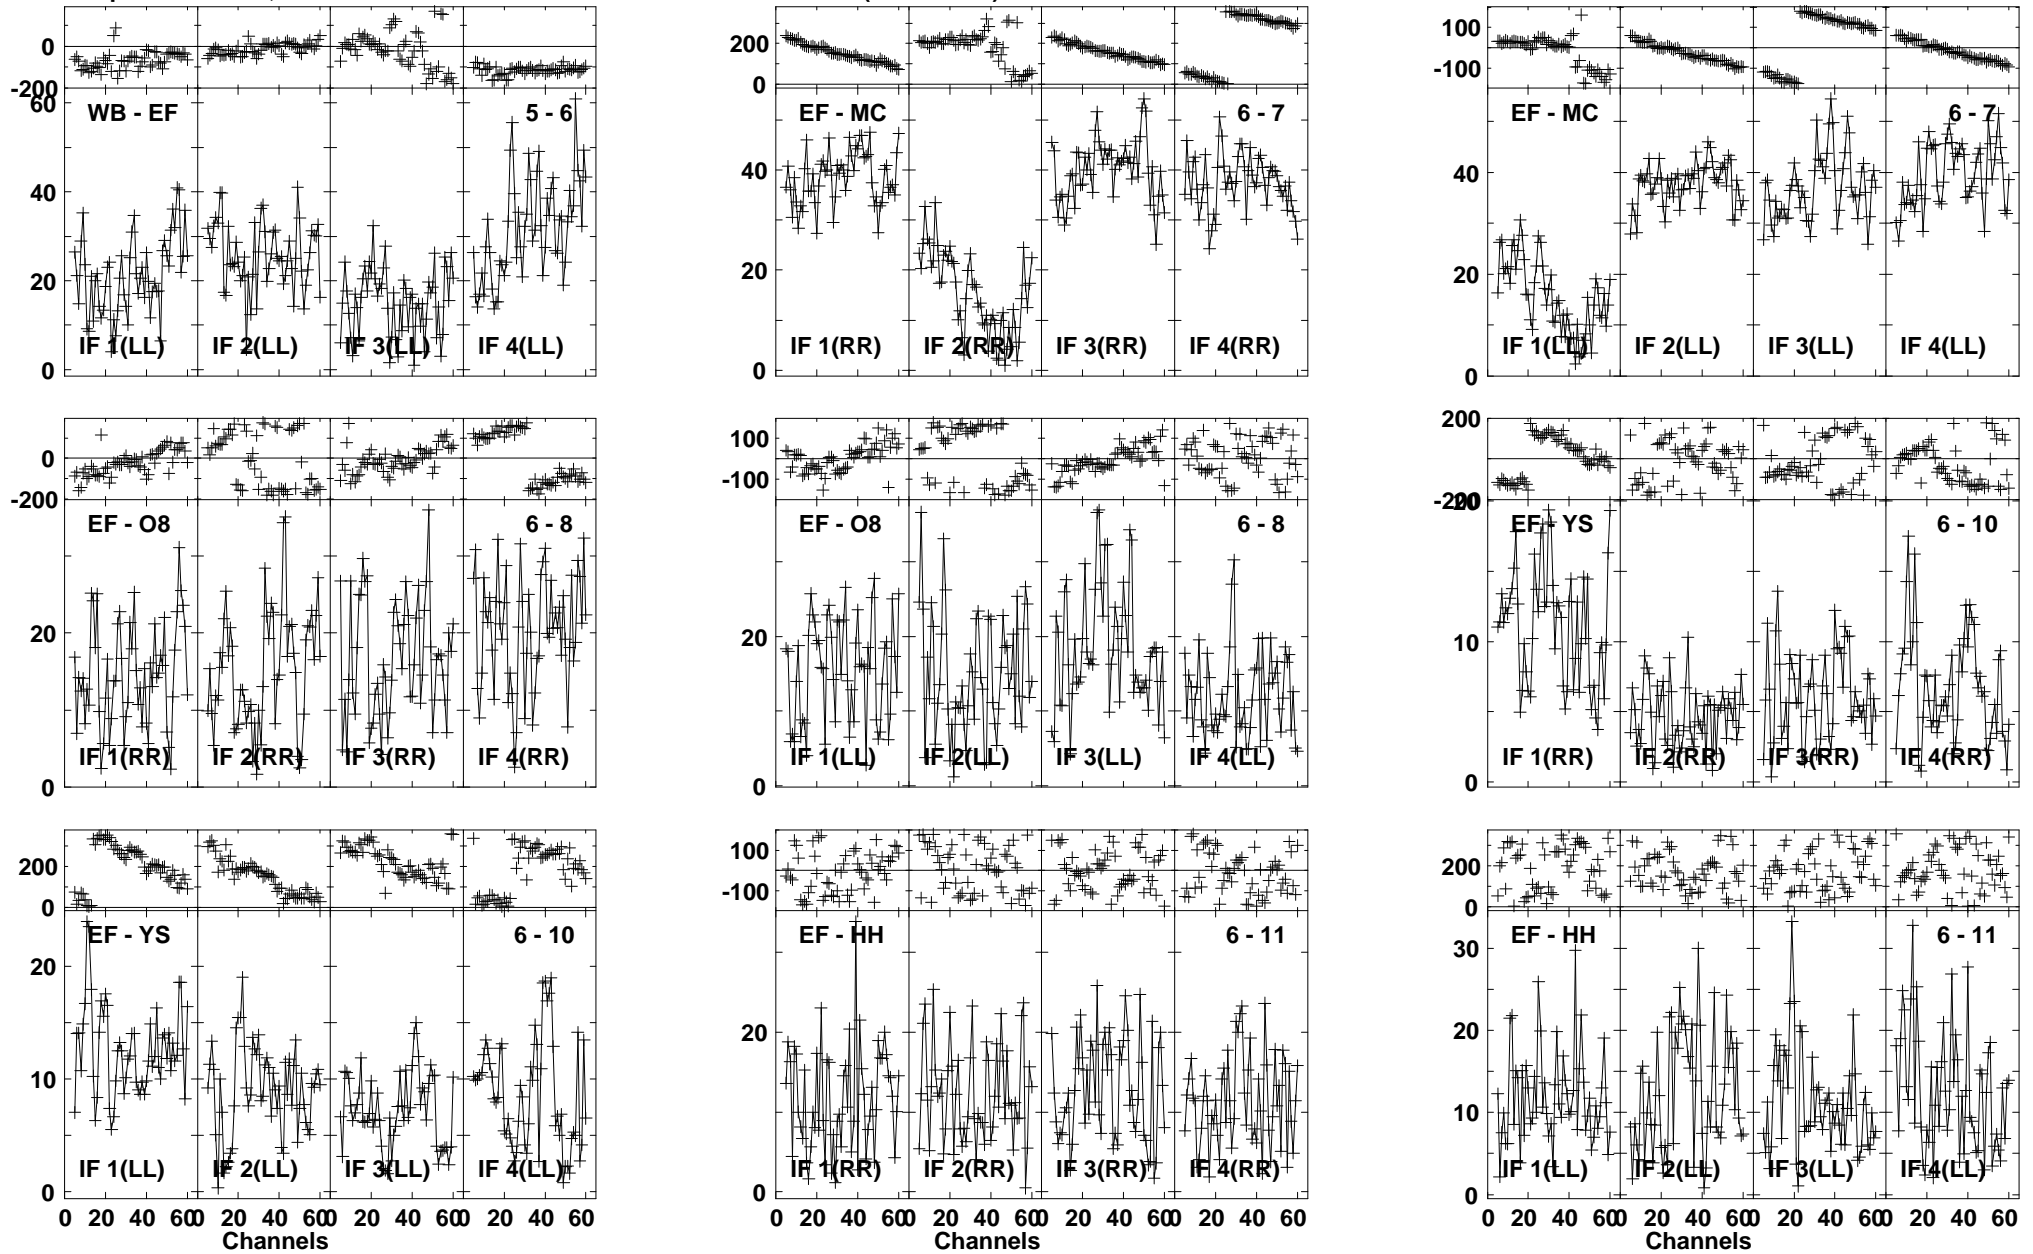 0
-200
60
40
20
0
WB - EF
5 - 6
IF 1(LL)
IF 2(LL)
IF 3(LL)
IF 4(LL)
200
0
40
20
0
EF - MC
6 - 7
IF 1(RR)
IF 2(RR)
IF 3(RR)
IF 4(RR)
100
-100
40
20
0
EF - MC
6 - 7
IF 1(LL)
IF 2(LL)
IF 3(LL)
IF 4(LL)
0
-200
20
0
EF - O8
6 - 8
IF 1(RR)
IF 2(RR)
IF 3(RR)
IF 4(RR)
100
-100
20
0
EF - O8
6 - 8
IF 1(LL)
IF 2(LL)
IF 3(LL)
IF 4(LL)
200
-200
20
10
0
EF - YS
6 - 10
IF 1(RR)
IF 2(RR)
IF 3(RR)
IF 4(RR)
200
0
20
10
0
EF - YS
6 - 10
IF 1(LL)
IF 2(LL)
IF 3(LL)
IF 4(LL)
0 20 40 60 0 20 40 60 0 20 40 60 0 20 40 60
Channels
100
-100
20
0
EF - HH
6 - 11
IF 1(RR)
IF 2(RR)
IF 3(RR)
IF 4(RR)
0 20 40 60 0 20 40 60 0 20 40 60 0 20 40 60
Channels
200
0
30
20
10
0
EF - HH
6 - 11
IF 1(LL)
IF 2(LL)
IF 3(LL)
IF 4(LL)
0 20 40 60 0 20 40 60 0 20 40 60 0 20 40 60
Channels